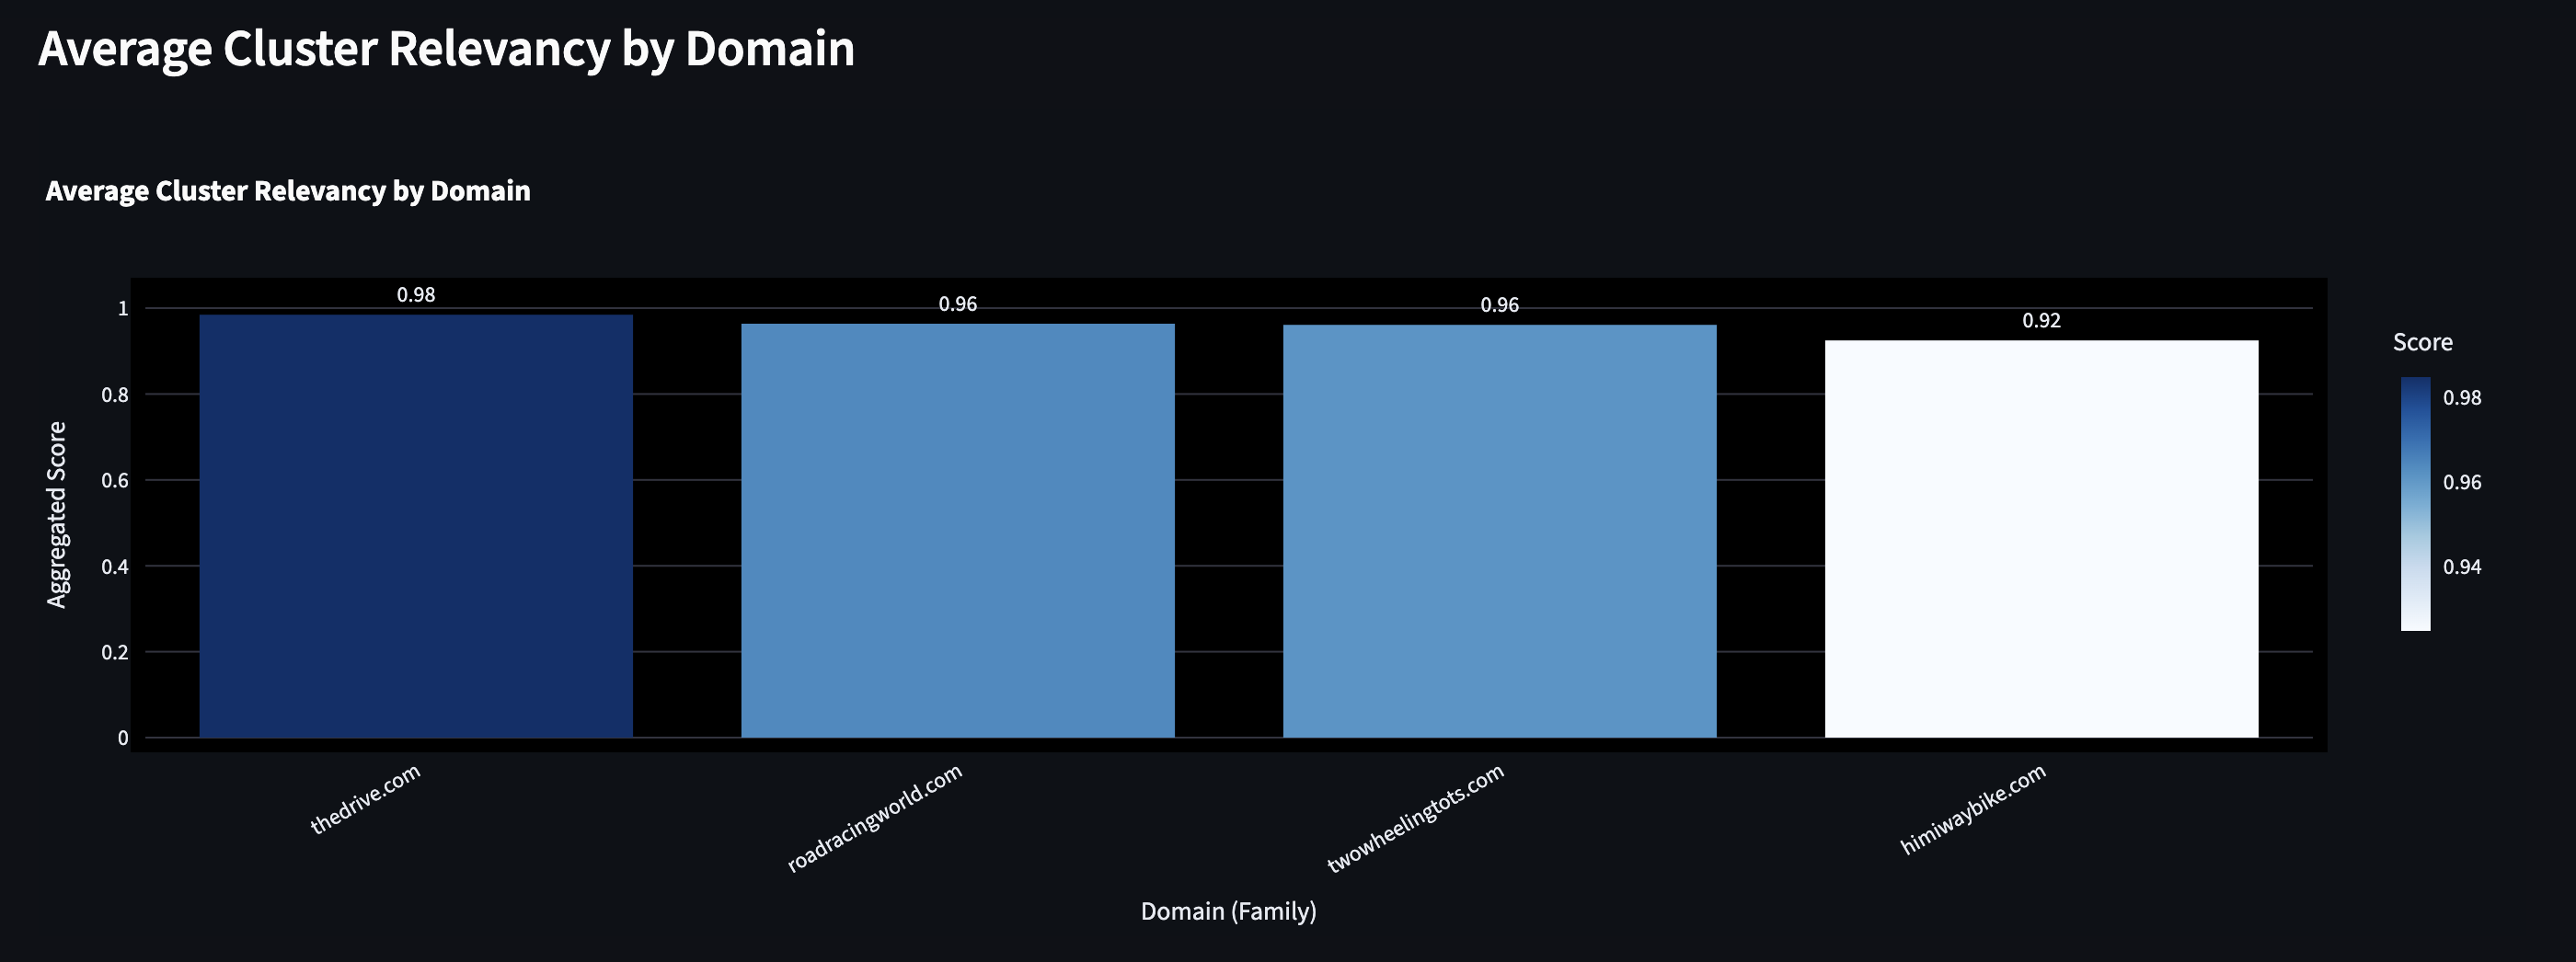 Average Cluster Relevancy by Domain
Average Cluster Relevancy by Domain
0.98
0.96
0.96
0.92
1
0.8
0.6
0.4
0.2
0
Aggregated Score
thedrive.com
roadracingworld.com
twowheelingtots.com
himiwaybike.com
Domain (Family)
Score
0.98
0.96
0.94